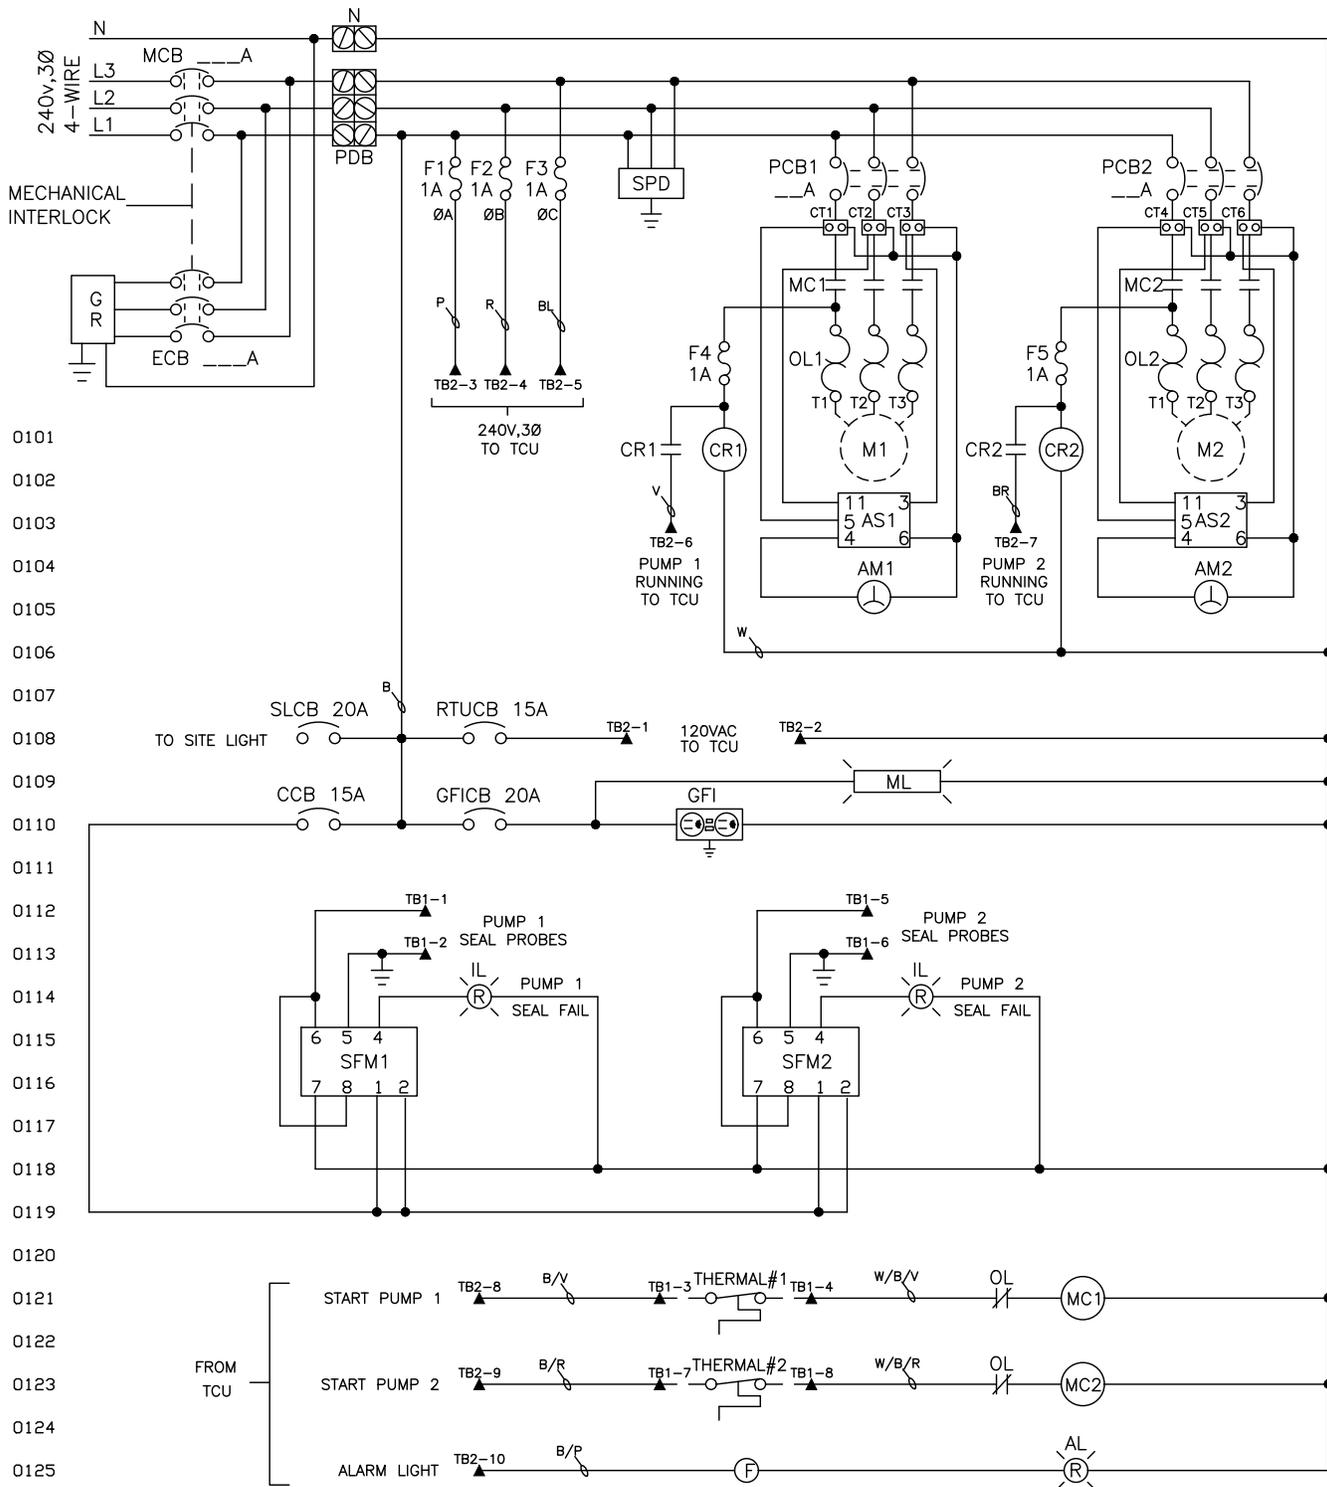 N
N
MCB ___A
240v,3Ø
4-WIRE
L3
L2
L1
PDB
MECHANICAL
INTERLOCK
G
R
ECB ___A
F1
1A
F2
1A
F3
1A
ØA
ØB
ØC
P
R
BL
TB2-3
TB2-4
TB2-5
240V,3Ø
TO TCU
SPD
PCB1
__A
CT1
CT2
CT3
MC1
F4
1A
OL1
T1
T2
T3
M1
CR1
CR1
V
TB2-6
PUMP 1
RUNNING
TO TCU
11
3
5
AS1
4
6
AM1
PCB2
__A
CT4
CT5
CT6
MC2
F5
1A
OL2
T1
T2
T3
M2
CR2
CR2
BR
TB2-7
PUMP 2
RUNNING
TO TCU
11
3
5
AS2
4
6
AM2
W
0101
0102
0103
0104
0105
0106
0107
0108
0109
0110
0111
0112
0113
0114
0115
0116
0117
0118
0119
0120
0121
0122
0123
0124
0125
B
SLCB 20A
RTUCB 15A
TO SITE LIGHT
TB2-1
120VAC
TO TCU
TB2-2
ML
CCB 15A
GFICB 20A
GFI
TB1-1
PUMP 1
SEAL PROBES
TB1-2
IL
R
PUMP 1
SEAL FAIL
6 5 4
SFM1
7 8 1 2
TB1-5
PUMP 2
SEAL PROBES
TB1-6
IL
R
PUMP 2
SEAL FAIL
6 5 4
SFM2
7 8 1 2
FROM
TCU
START PUMP 1
TB2-8
B/V
TB1-3
THERMAL#1
TB1-4
W/B/V
OL
MC1
START PUMP 2
TB2-9
B/R
TB1-7
THERMAL#2
TB1-8
W/B/R
OL
MC2
ALARM LIGHT
TB2-10
B/P
F
AL
R